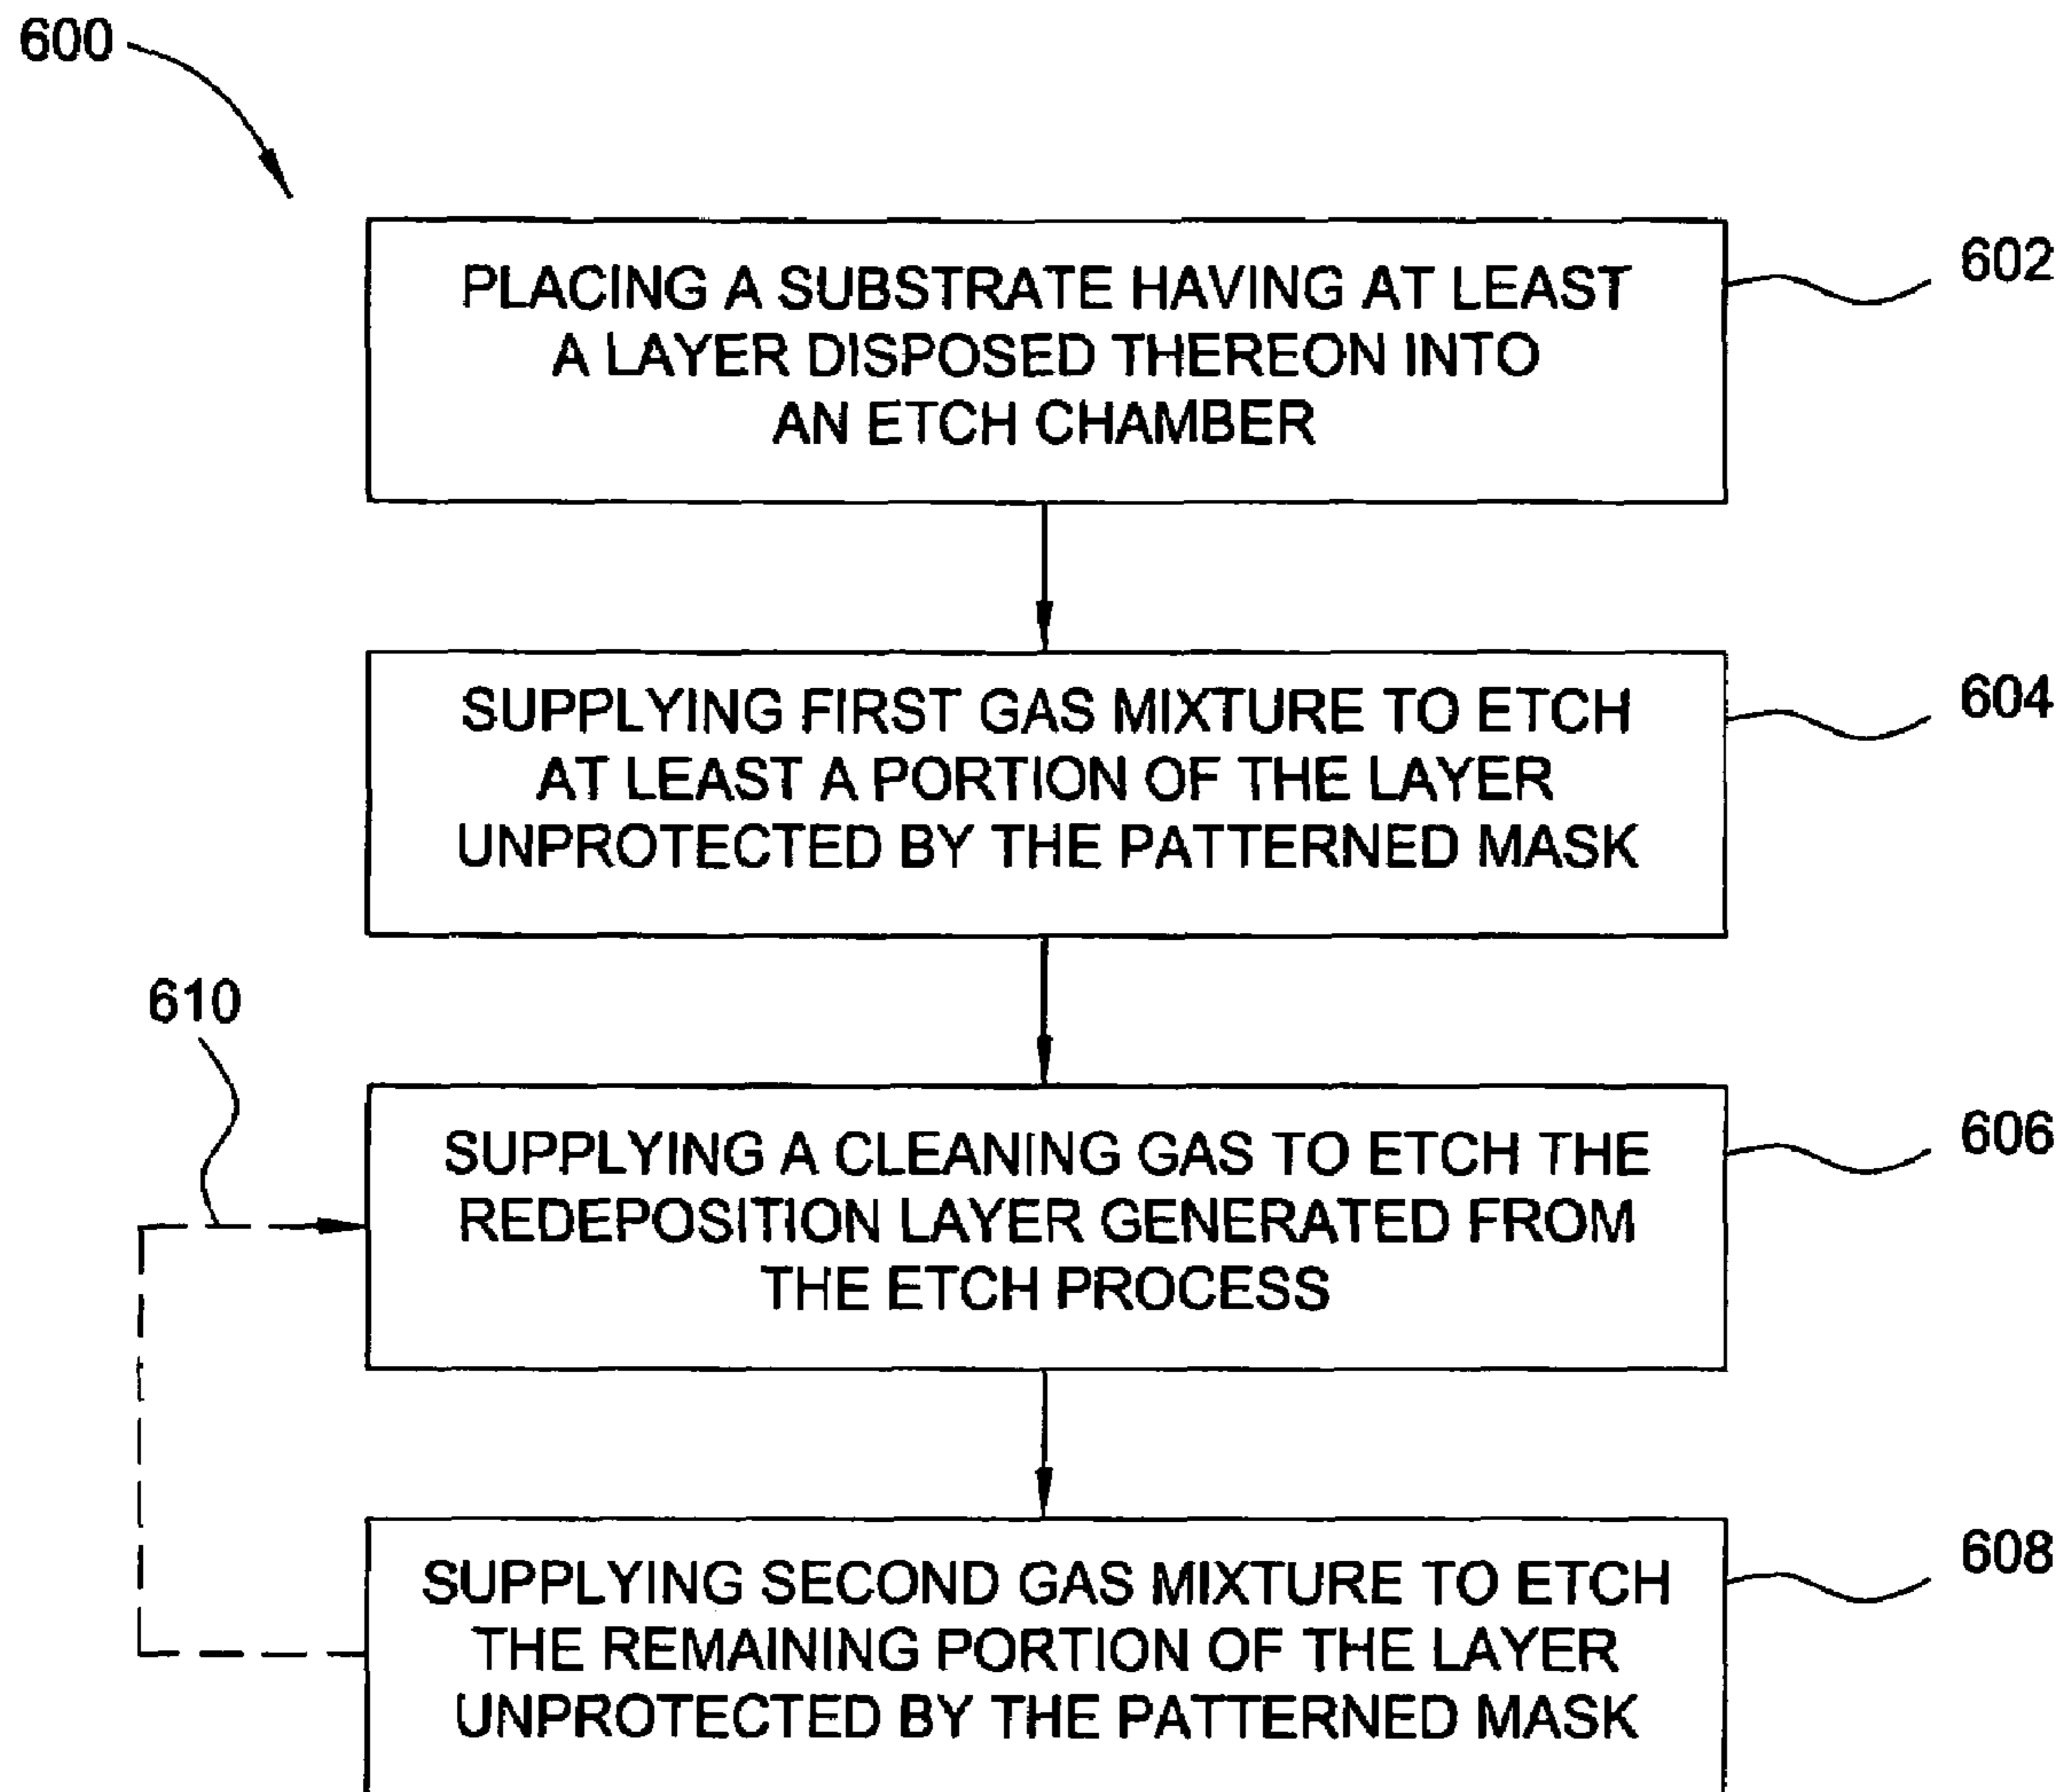 600
PLACING A SUBSTRATE HAVING AT LEAST
A LAYER DISPOSED THEREON INTO
AN ETCH CHAMBER
602
SUPPLYING FIRST GAS MIXTURE TO ETCH
AT LEAST A PORTION OF THE LAYER
UNPROTECTED BY THE PATTERNED MASK
604
610
SUPPLYING A CLEANING GAS TO ETCH THE
REDEPOSITION LAYER GENERATED FROM
THE ETCH PROCESS
606
SUPPLYING SECOND GAS MIXTURE TO ETCH
THE REMAINING PORTION OF THE LAYER
UNPROTECTED BY THE PATTERNED MASK
608